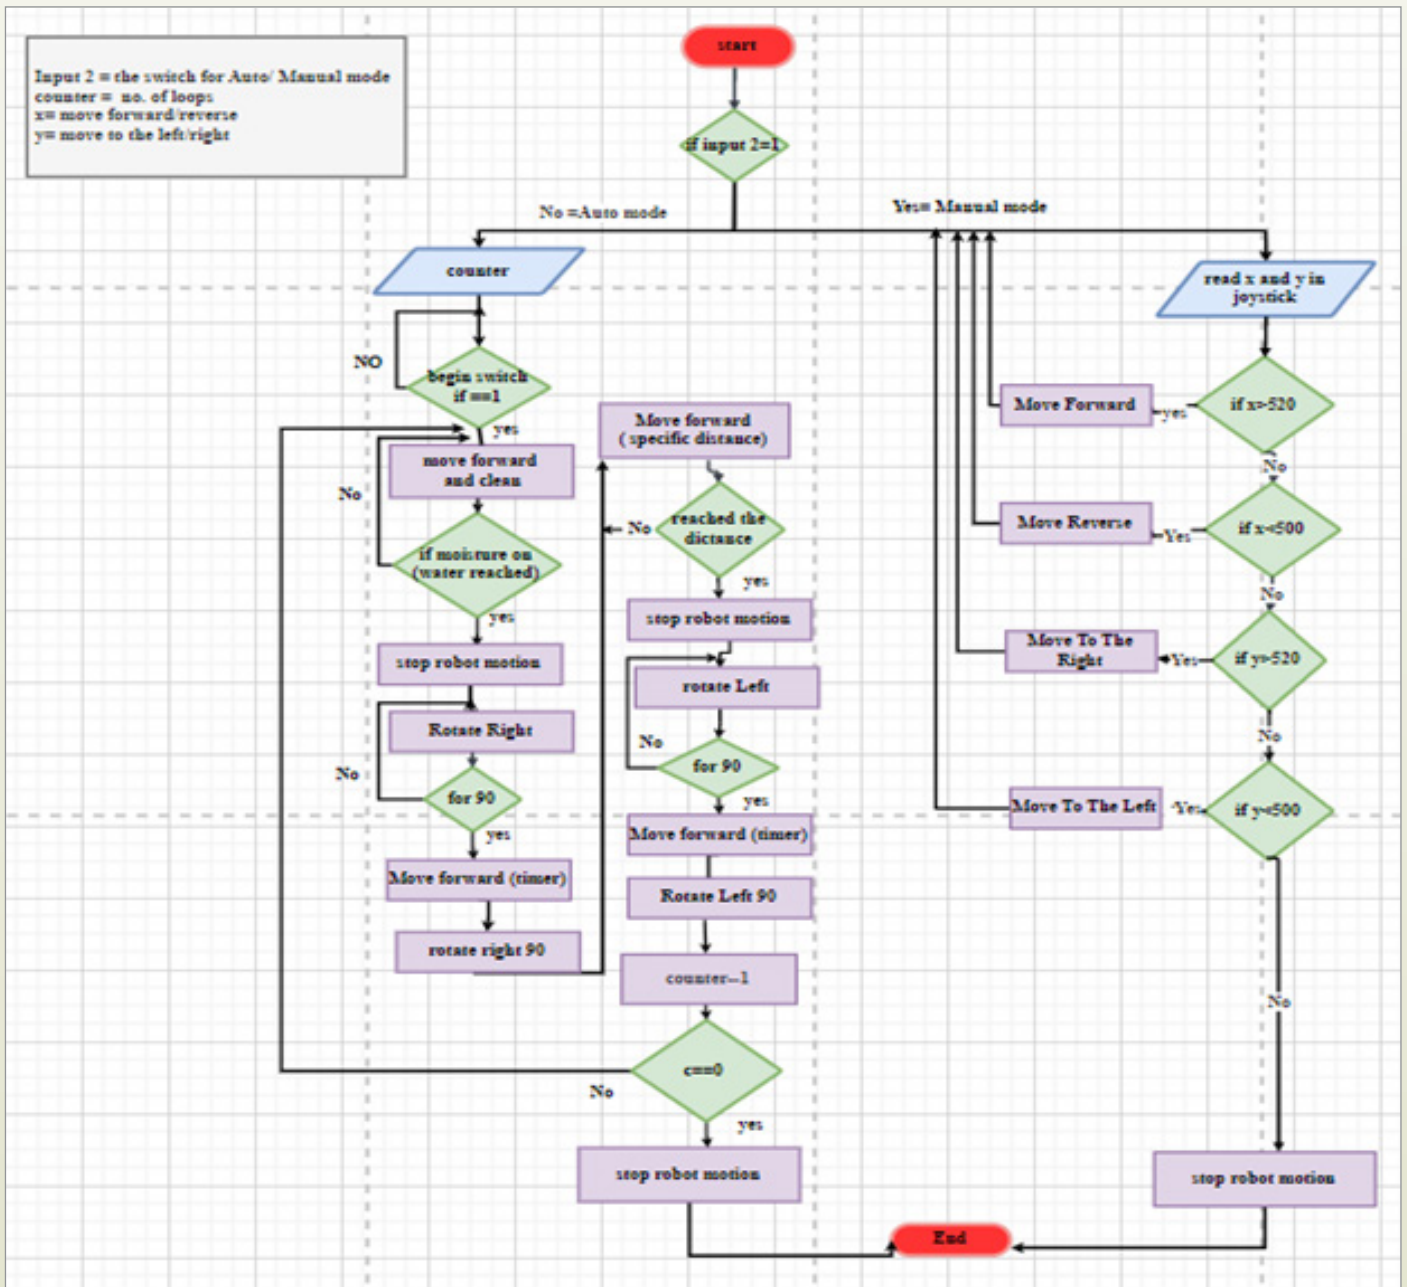 start
Input 2 = the switch for Auto/ Manual mode
counter = no. of loops
x= move forward/reverse
y= move to the left/right
if input 2=1
No =Auto mode
Yes= Manual mode
counter
NO
begin switch
if ==1
yes
move forward
and clean
No
if moisture on
(water reached)
yes
stop robot motion
Rotate Right
No
for 90
yes
Move forward (timer)
rotate right 90
Move forward
( specific distance)
No
reached the
dictance
yes
stop robot motion
rotate Left
No
for 90
yes
Move forward (timer)
Rotate Left 90
counter--1
c==0
No
yes
stop robot motion
read x and y in
joystick
if x>520
yes
Move Forward
No
if x<500
Yes
Move Reverse
No
if y>520
Yes
Move To The
Right
No
if y<500
Yes
Move To The Left
No
stop robot motion
End